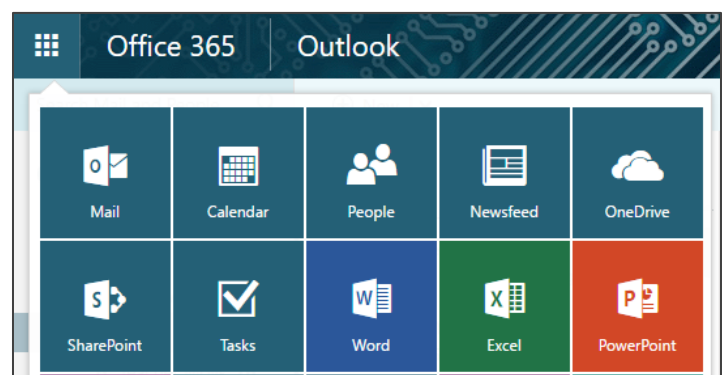 Office 365 Outlook
Mail Calendar People Newsfeed OneDrive
SharePoint Tasks Word Excel PowerPoint